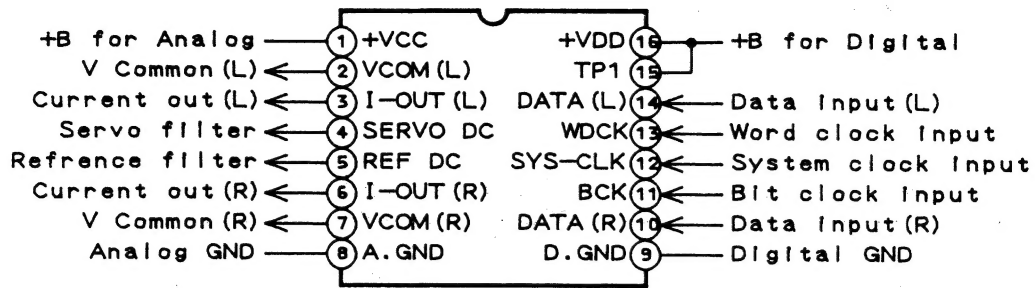 +B for Analog 1 +VCC +VDD 16 +B for Digital
V Common (L) 2 VCOM (L) TP1 15
Current out (L) 3 I-OUT (L) DATA (L) 14 Data Input (L)
Servo filter 4 SERVO DC WDCK 13 Word clock Input
Refrence filter 5 REF DC SYS-CLK 12 System clock Input
Current out (R) 6 I-OUT (R) BCK 11 Bit clock Input
V Common (R) 7 VCOM (R) DATA (R) 10 Data Input (R)
Analog GND 8 A.GND D.GND 9 Digital GND